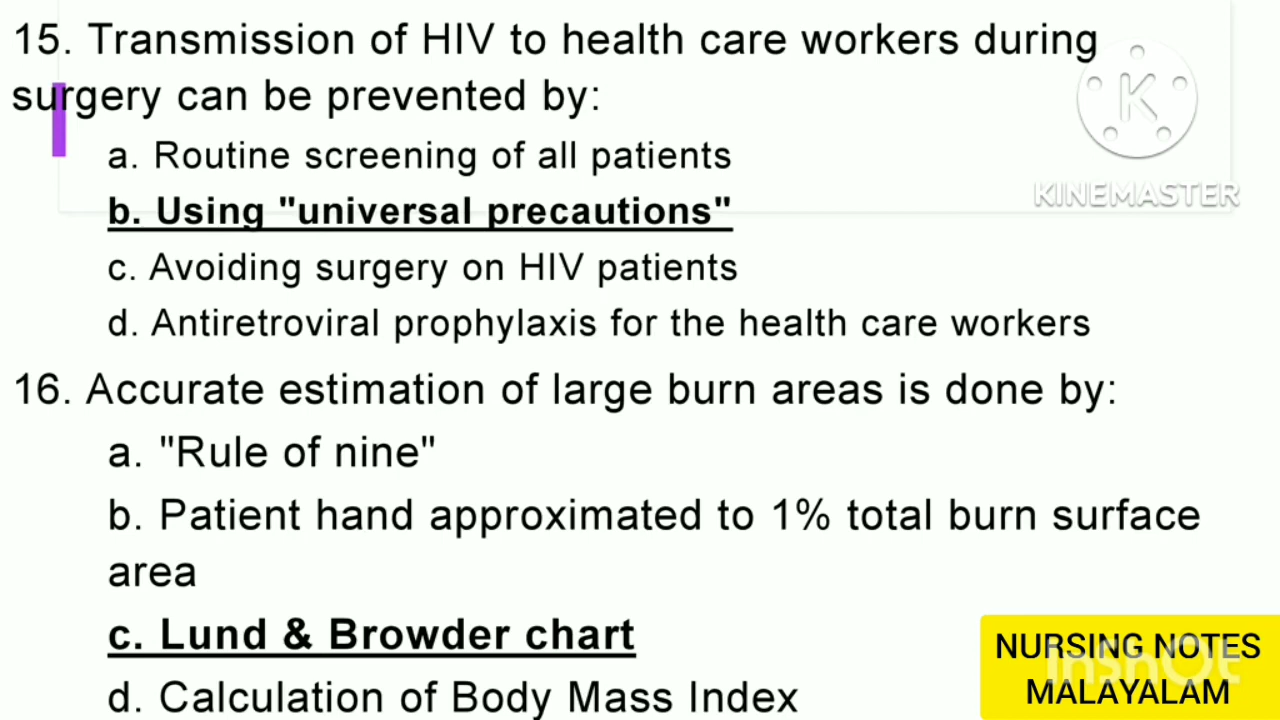 15. Transmission of HIV to health care workers during
surgery can be prevented by:
a. Routine screening of all patients
b. Using "universal precautions"
c. Avoiding surgery on HIV patients
d. Antiretroviral prophylaxis for the health care workers
16. Accurate estimation of large burn areas is done by:
a. "Rule of nine"
b. Patient hand approximated to 1% total burn surface
area
c. Lund & Browder chart
d. Calculation of Body Mass Index
K
KINEMASTER
NURSING NOTES
MALAYALAM